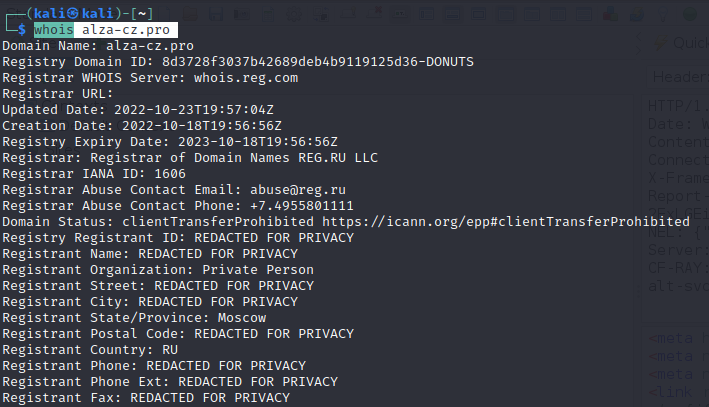 (kali㉿kali)-[~]
$ whois alza-cz.pro
Domain Name: alza-cz.pro
Registry Domain ID: 8d3728f3037b42689deb4b9119125d36-DONUTS
Registrar WHOIS Server: whois.reg.com
Registrar URL:
Updated Date: 2022-10-23T19:57:04Z
Creation Date: 2022-10-18T19:56:56Z
Registry Expiry Date: 2023-10-18T19:56:56Z
Registrar: Registrar of Domain Names REG.RU LLC
Registrar IANA ID: 1606
Registrar Abuse Contact Email: abuse@reg.ru
Registrar Abuse Contact Phone: +7.4955801111
Domain Status: clientTransferProhibited https://icann.org/epp#clientTransferProhibited
Registry Registrant ID: REDACTED FOR PRIVACY
Registrant Name: REDACTED FOR PRIVACY
Registrant Organization: Private Person
Registrant Street: REDACTED FOR PRIVACY
Registrant City: REDACTED FOR PRIVACY
Registrant State/Province: Moscow
Registrant Postal Code: REDACTED FOR PRIVACY
Registrant Country: RU
Registrant Phone: REDACTED FOR PRIVACY
Registrant Phone Ext: REDACTED FOR PRIVACY
Registrant Fax: REDACTED FOR PRIVACY
Quick
Header
HTTP/1.
Date: W
Content
Connect
X-Frame
Report-
Server:
CF-RAY:
alt-svc
<meta h
<meta h
<meta p
<link